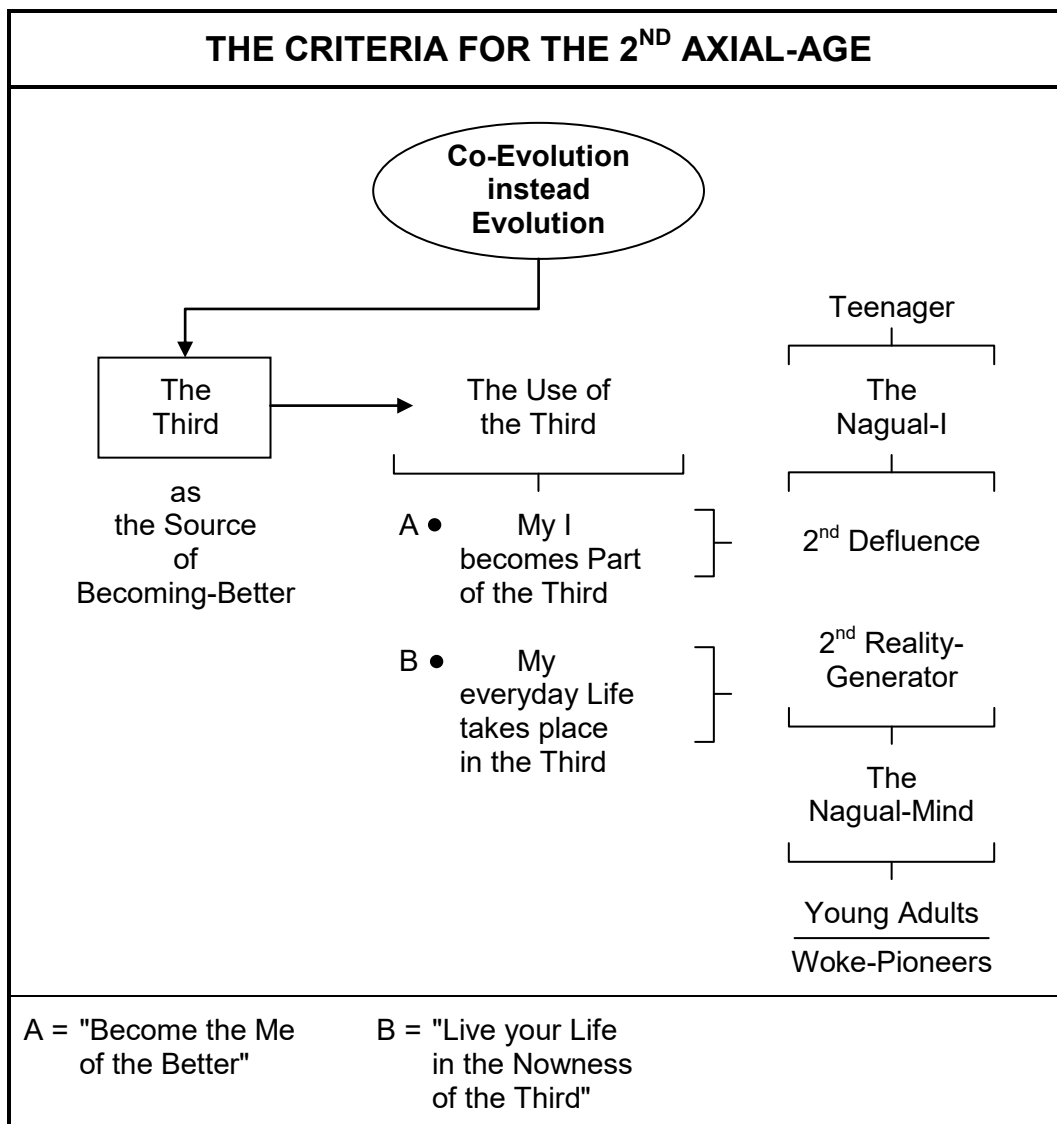 THE CRITERIA FOR THE 2ND AXIAL-AGE
Co-Evolution
instead
Evolution
The
Third
as
the Source
of
Becoming-Better
The Use of
the Third
A ● My I
becomes Part
of the Third
B ● My
everyday Life
takes place
in the Third
Teenager
The
Nagual-I
2nd Defluence
2nd Reality-
Generator
The
Nagual-Mind
Young Adults
Woke-Pioneers
A = "Become the Me
of the Better"
B = "Live your Life
in the Nowness
of the Third"